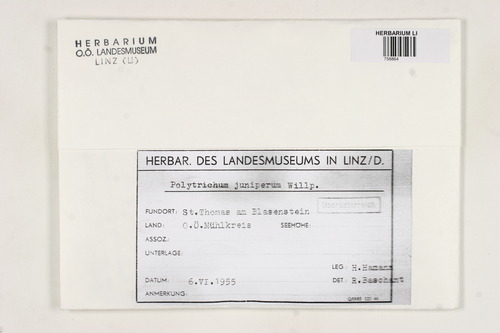 HERBARIUM
O.Ö. LANDESMUSEUM
LINZ (LI)
HERBARIUM LI
HERBAR. DES LANDESMUSEUMS IN LINZ/D.
Polytrichum juniperum Willp.
Oberösterreich
FUNDORT: St.Thomas am Blasenstein
LAND: O.Ö.Mühlkreis SEEHÖHE:
ASSOZ.
UNTERLAGE:
LEG: H.Hamann
DATUM: 6.VI.1955 DET: R.Baschant
ANMERKUNG: